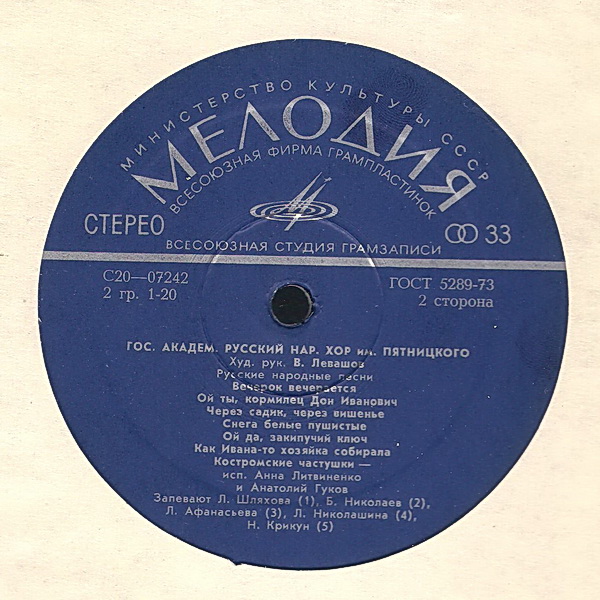 МИНИСТЕРСТВО КУЛЬТУРЫ СССР
МЕЛОДИЯ
ВСЕСОЮЗНАЯ ФИРМА ГРАМПЛАСТИНОК
СТЕРЕО
33
ВСЕСОЮЗНАЯ СТУДИЯ ГРАМЗАПИСИ
С20—07242
ГОСТ 5289-73
2 гр. 1-20
2 сторона
ГОС. АКАДЕМ. РУССКИЙ НАР. ХОР им. ПЯТНИЦКОГО
Худ. рук. В. Левашов
Русские народные песни
Вечерок вечеряется
Ой ты, кормилец Дон Иванович
Через садик, через вишенье
Снега белые пушистые
Ой да, закипучий ключ
Как Ивана-то хозяйка собирала
Костромские частушки —
исп. Анна Литвиненко
и Анатолий Гуков
Запевают Л. Шляхова (1), Б. Николаев (2),
Л. Афанасьева (3), Л. Николашина (4),
Н. Крикун (5)